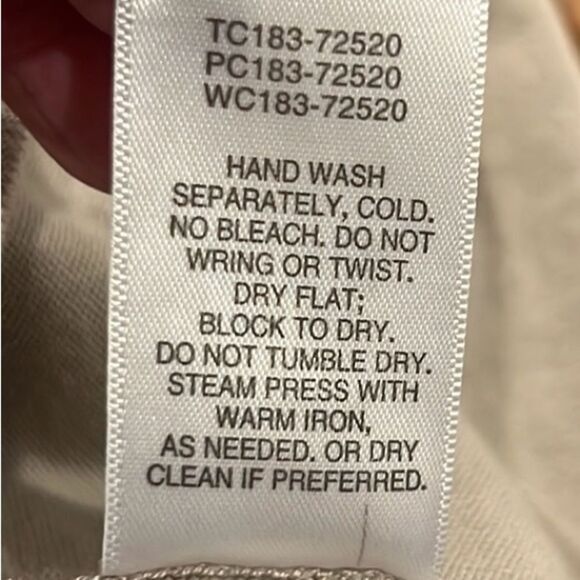 TC183-72520
PC183-72520
WC183-72520
HAND WASH
SEPARATELY, COLD.
NO BLEACH. DO NOT
WRING OR TWIST.
DRY FLAT;
BLOCK TO DRY.
DO NOT TUMBLE DRY.
STEAM PRESS WITH
WARM IRON,
AS NEEDED. OR DRY
CLEAN IF PREFERRED.